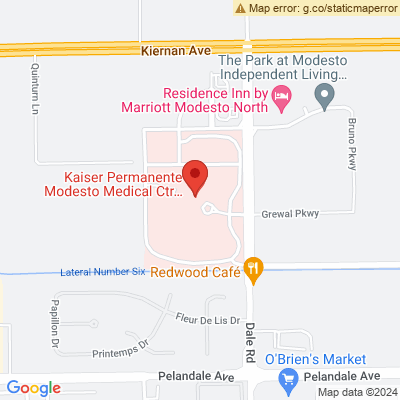 Map error: g.co/staticmaperror
Kiernan Ave
The Park at Modesto
Independent Living...
Quintum Ln
Residence Inn by
Marriott Modesto North
Bruno Pkwy
Kaiser Permanente
Modesto Medical Ctr...
Grewal Pkwy
Lateral Number Six
Redwood Café
Papillon Dr
Fleur De Lis Dr
Dale Rd
Printemps Dr
O'Brien's Market
Pelandale Ave
Pelandale Ave
Google
Map data ©2024